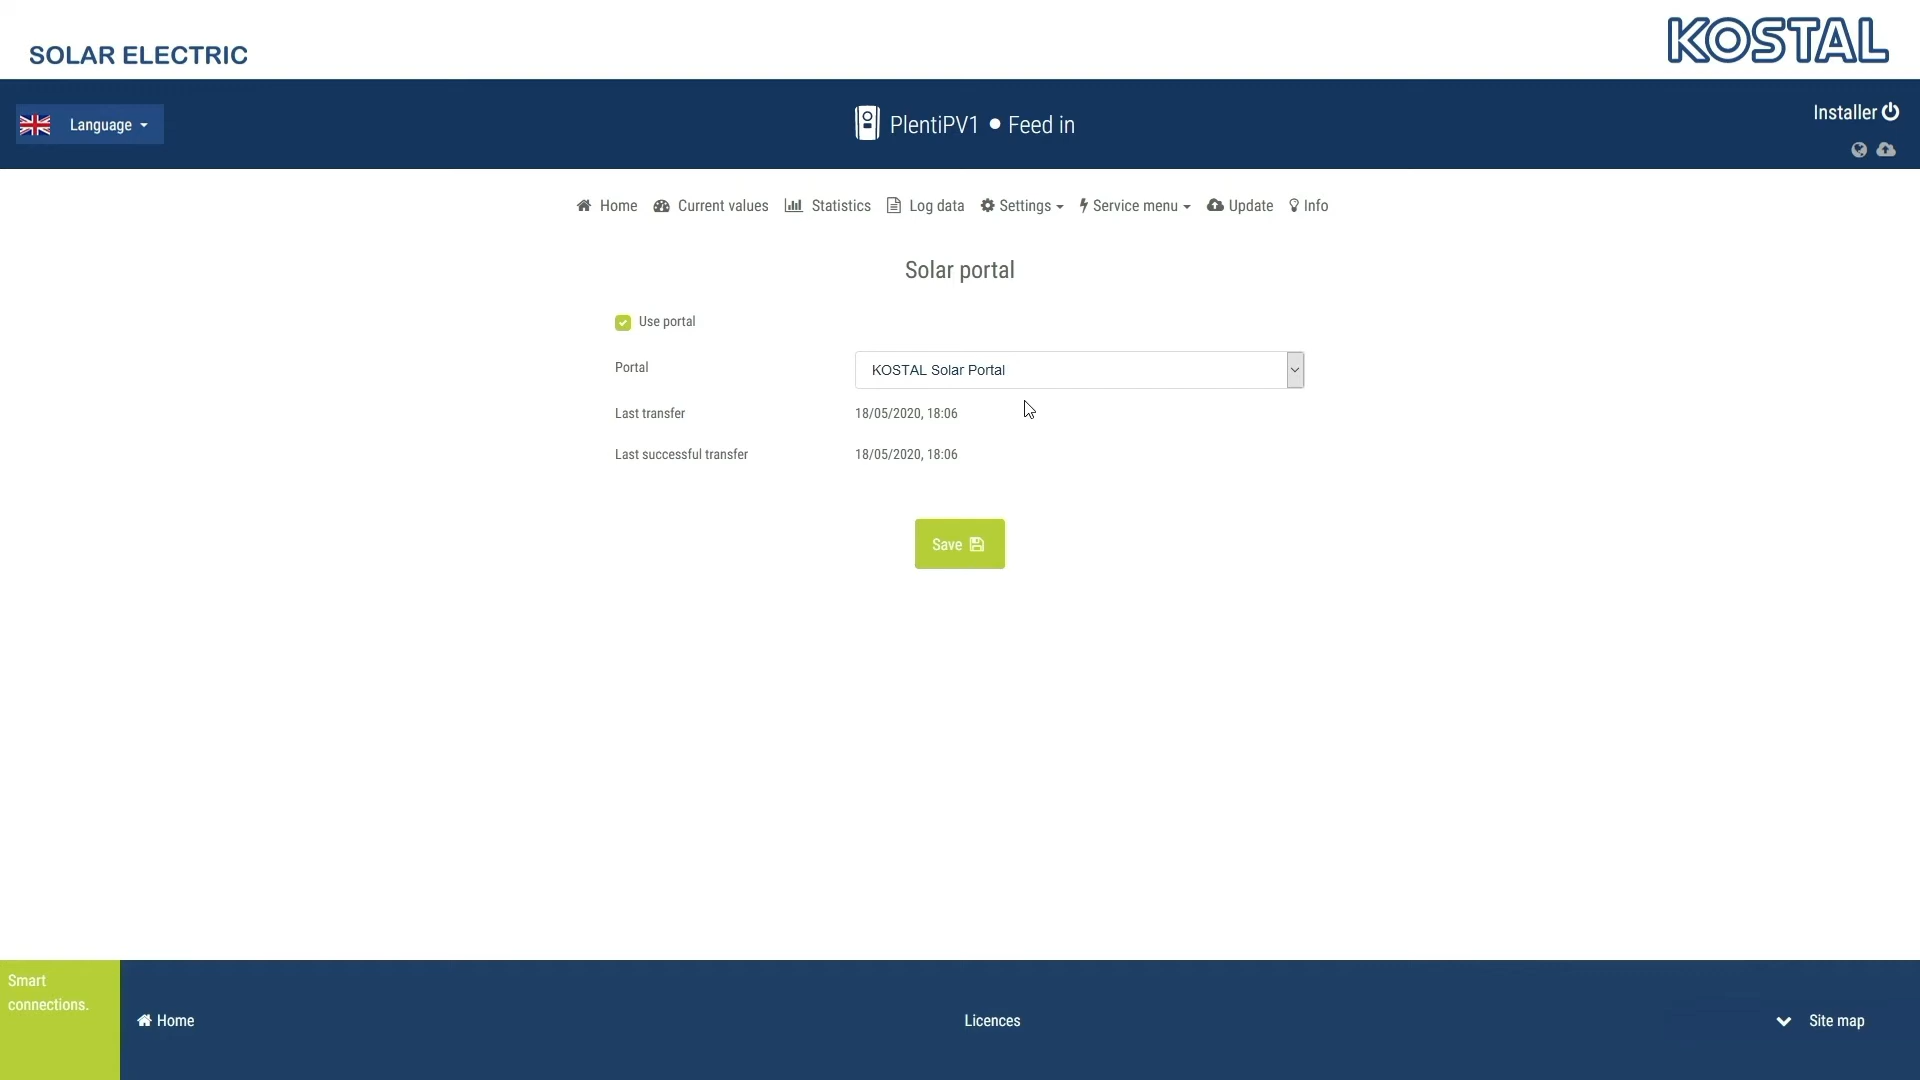 SOLAR ELECTRIC
KOSTAL
Language
PlentiPV1 ● Feed in
Installer
Home Current values Statistics Log data Settings Service menu Update Info
Solar portal
Use portal
Portal KOSTAL Solar Portal
Last transfer 18/05/2020, 18:06
Last successful transfer 18/05/2020, 18:06
Save
Smart
connections.
Home Licences Site map